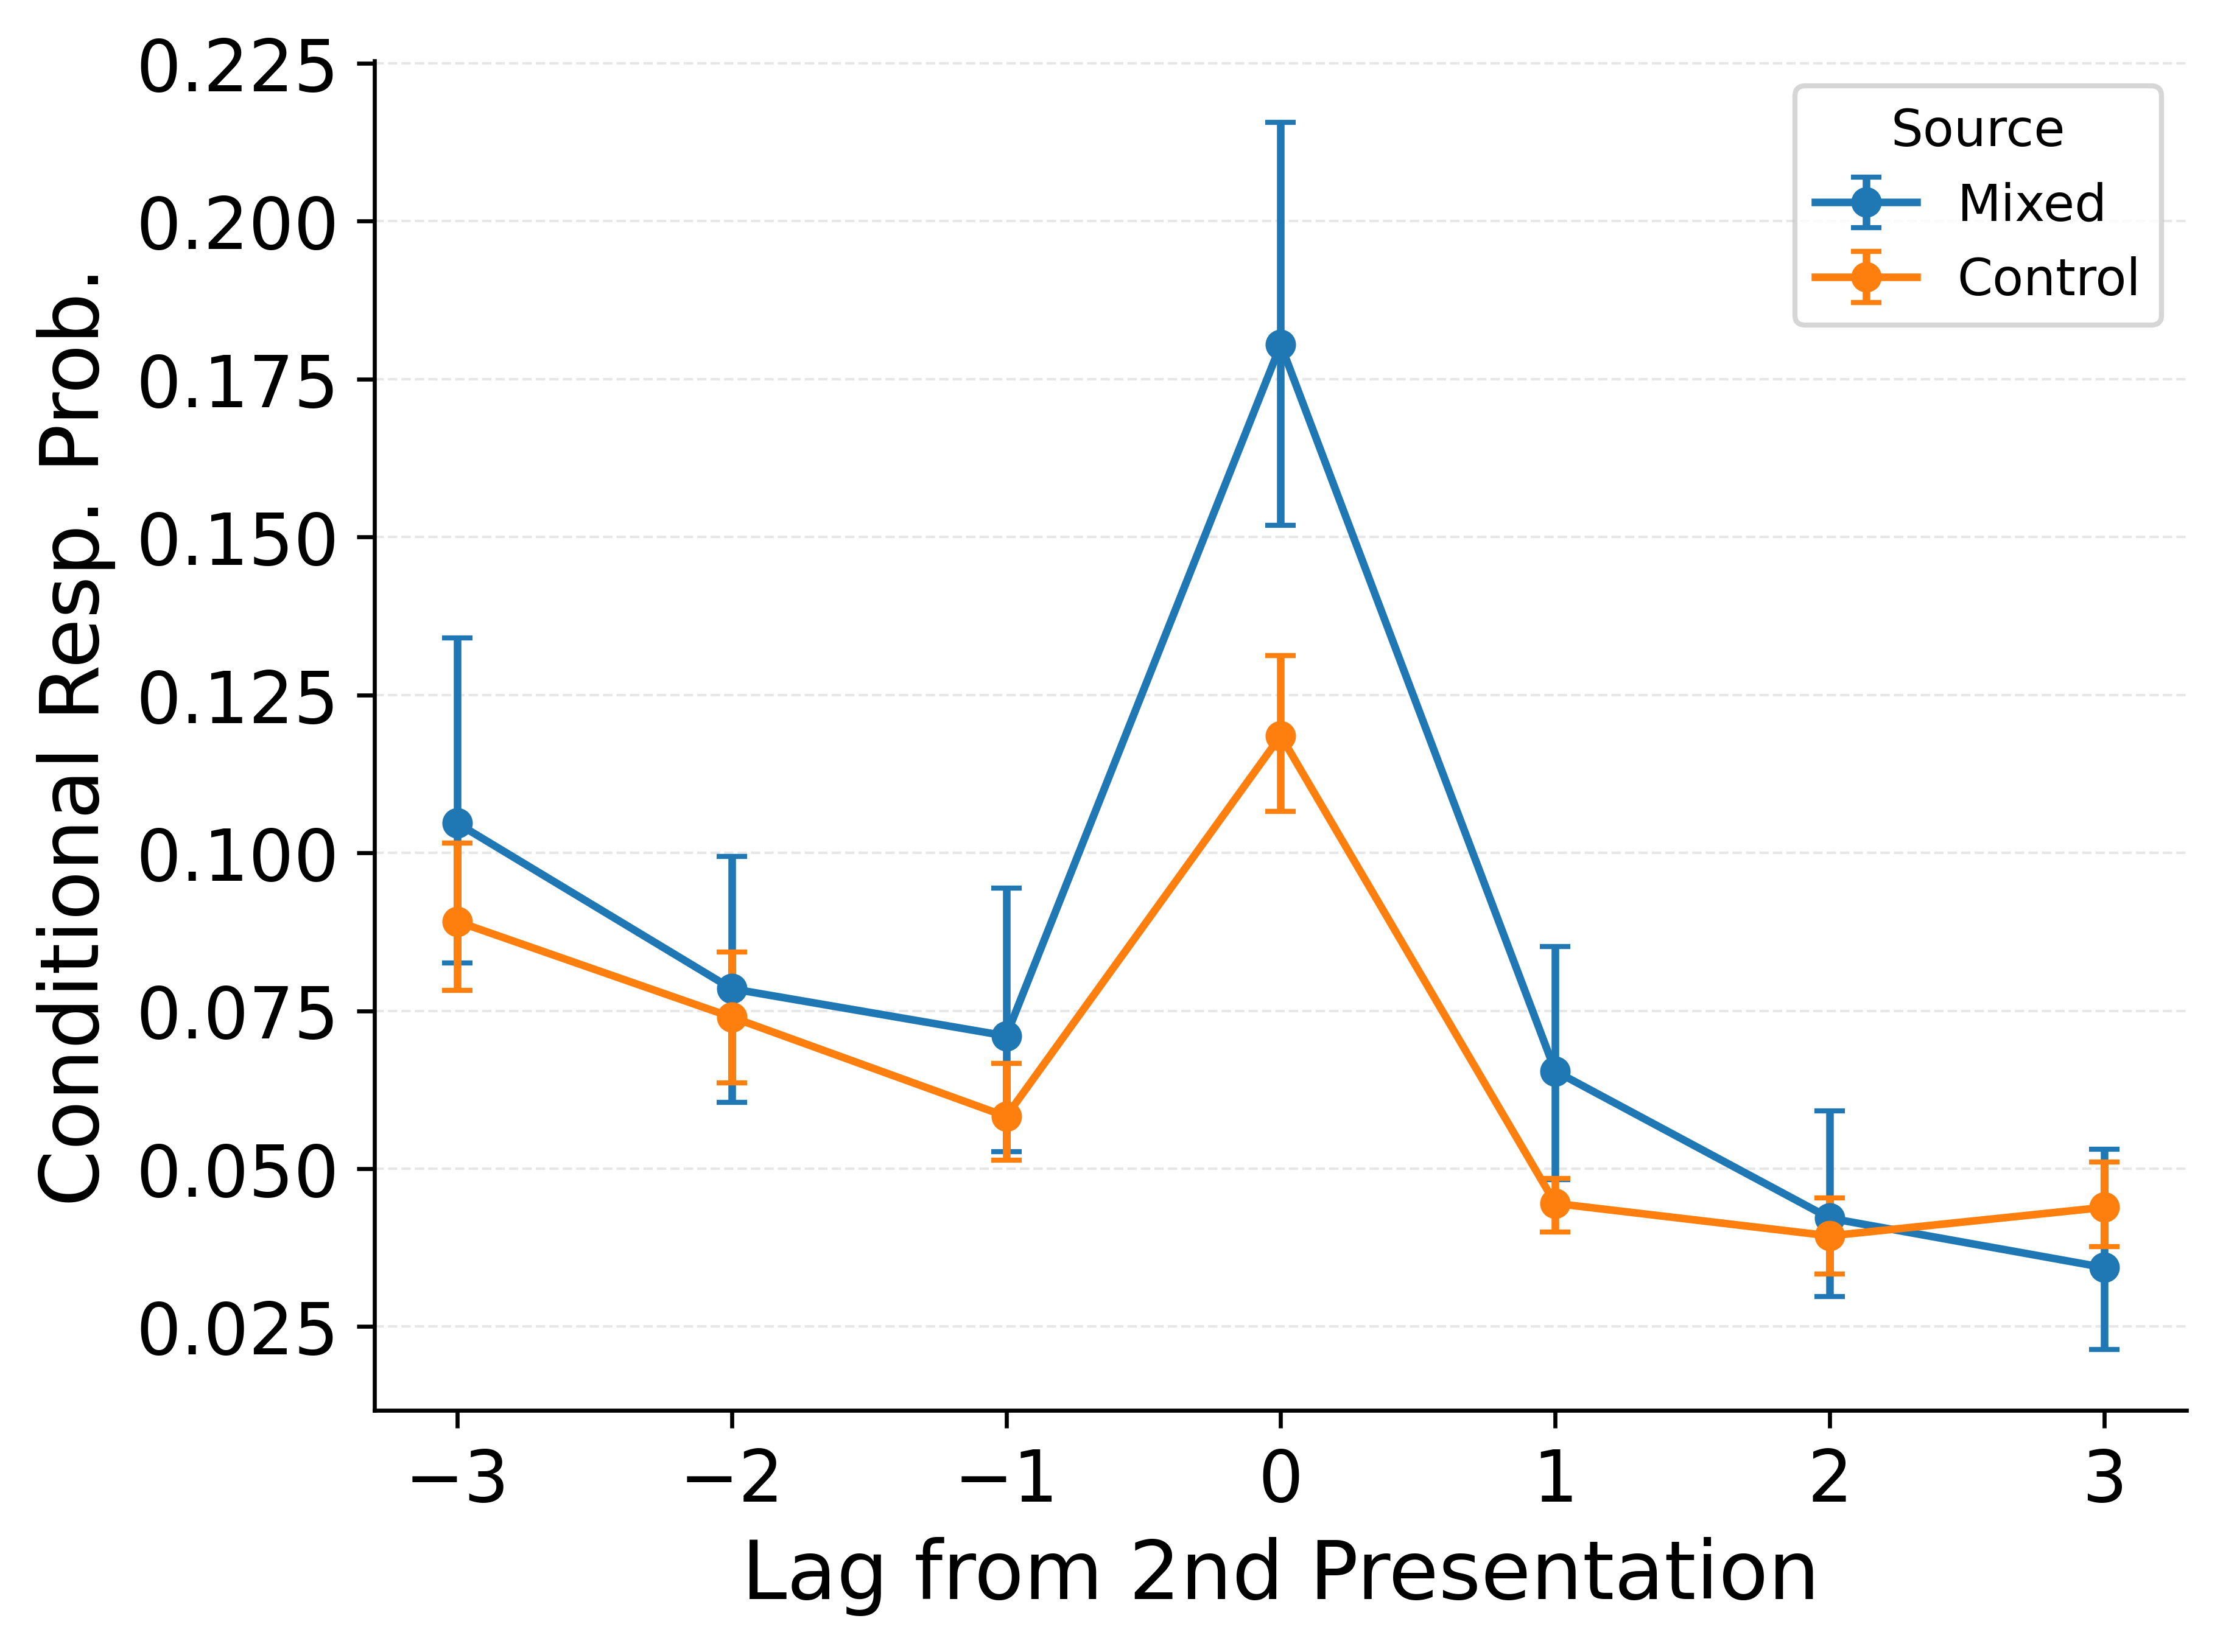 Conditional Resp. Prob.
0.225
0.200
0.175
0.150
0.125
0.100
0.075
0.050
0.025
Source
Mixed
Control
−3 −2 −1 0 1 2 3
Lag from 2nd Presentation